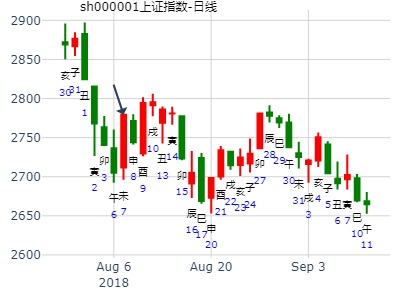 sh000001上证指数-日线
2900
2850
2800
2750
2700
2650
2600
亥
30
子
31
丑
1
寅
2
卯
3
午
6
未
7
申
8
酉
9
戌
10
丑
13
寅
14
卯
15
辰
16
巳
17
申
20
酉
21
戌
22
亥
23
子
24
卯
27
辰
28
巳
29
午
30
未
31
戌
3
亥
4
子
5
丑
6
寅
7
巳
10
午
11
Aug 6
2018
Aug 20
Sep 3